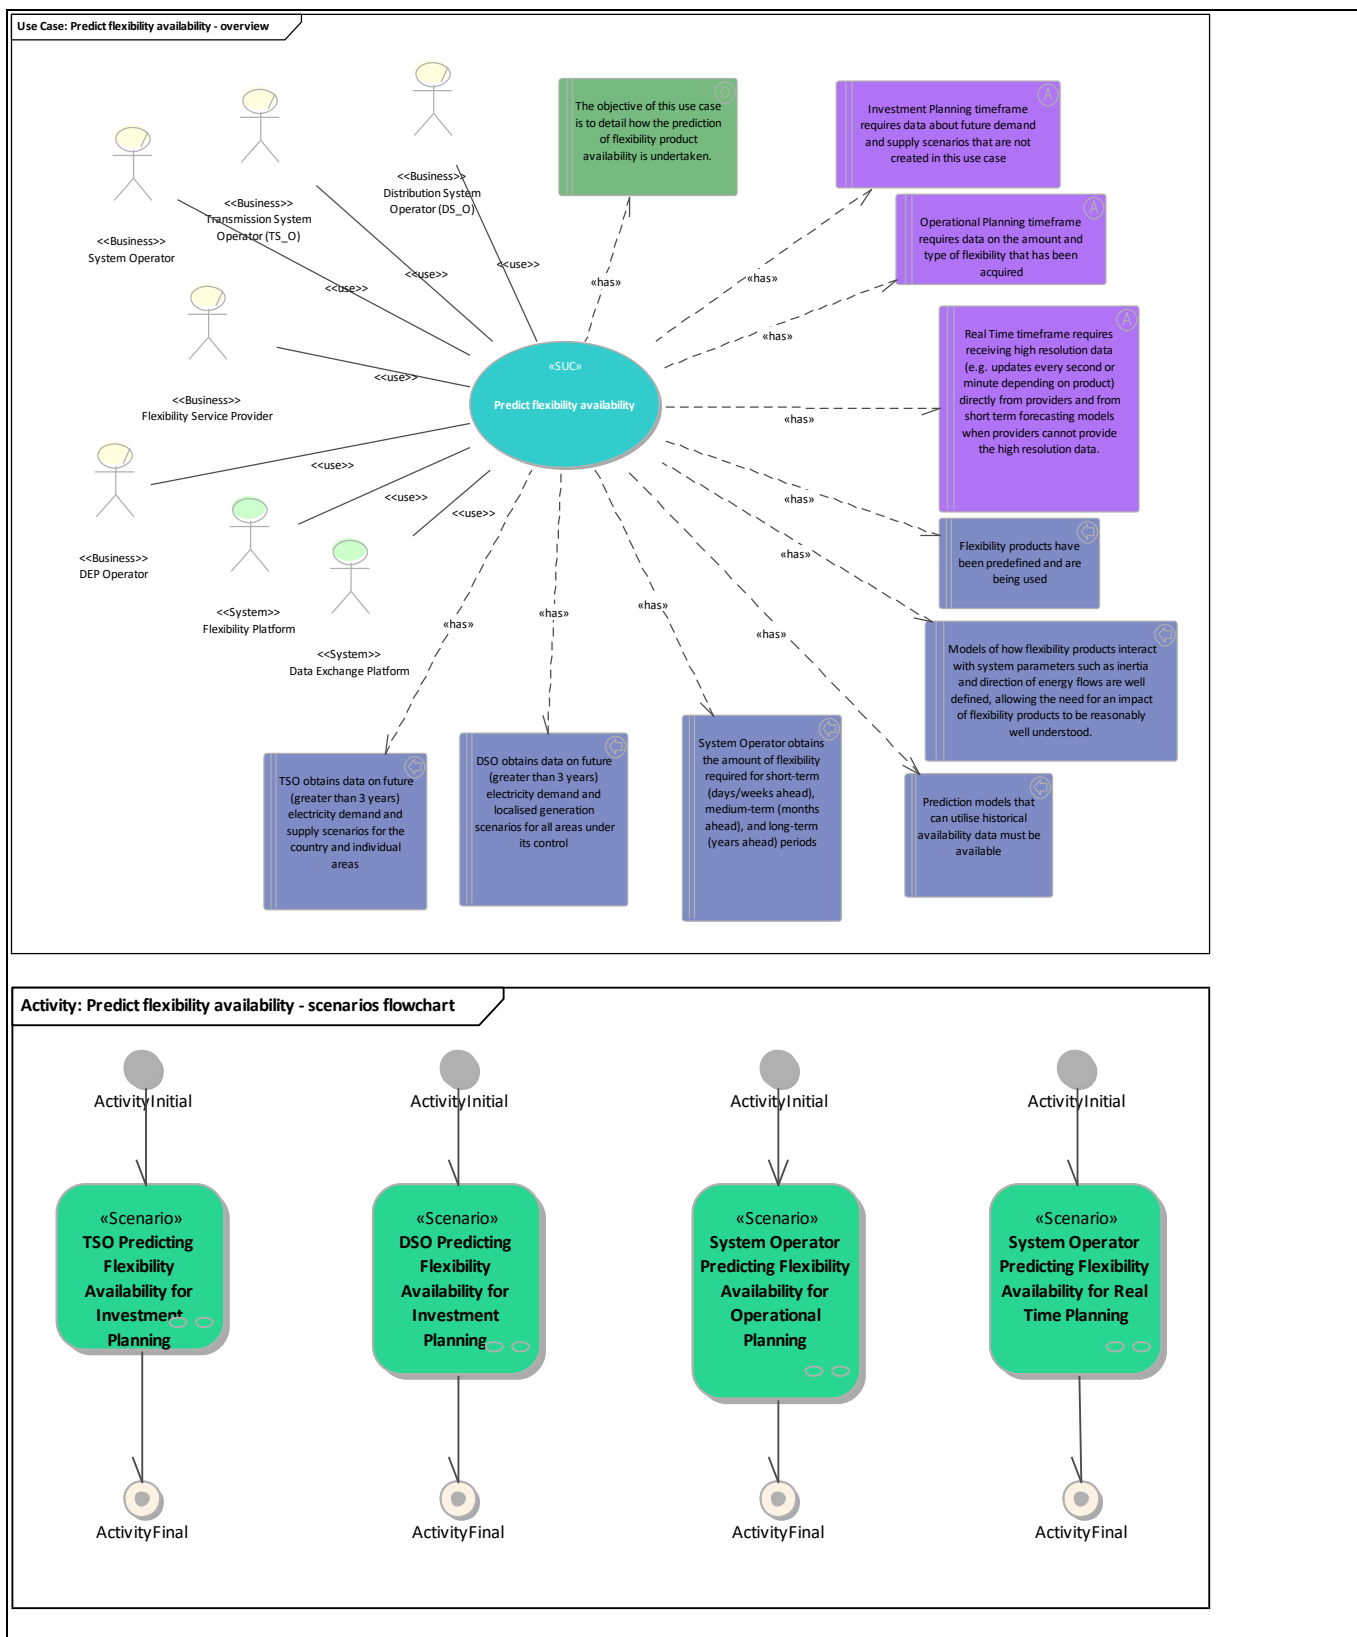 Use Case: Predict flexibility availability - overview
<<Business>>
Distribution System
Operator (DS_O)
<<Business>>
Transmission System
Operator (TS_O)
<<Business>>
System Operator
<<Business>>
Flexibility Service Provider
<<Business>>
DEP Operator
<<System>>
Flexibility Platform
<<System>>
Data Exchange Platform
<<use>>
<<use>>
<<use>>
<<use>>
<<use>>
<<use>>
<<use>>
«SUC»
Predict flexibility availability
O
The objective of this use case
is to detail how the prediction
of flexibility product
availability is undertaken.
«has»
A
Investment Planning timeframe
requires data about future demand
and supply scenarios that are not
created in this use case
«has»
A
Operational Planning timeframe
requires data on the amount and
type of flexibility that has been
acquired
«has»
A
Real Time timeframe requires
receiving high resolution data
(e.g. updates every second or
minute depending on product)
directly from providers and from
short term forecasting models
when providers cannot provide
the high resolution data.
«has»
Flexibility products have
been predefined and are
being used
«has»
Models of how flexibility products interact
with system parameters such as inertia
and direction of energy flows are well
defined, allowing the need for an impact
of flexibility products to be reasonably
well understood.
«has»
Prediction models that
can utilise historical
availability data must be
available
«has»
System Operator obtains
the amount of flexibility
required for short-term
(days/weeks ahead),
medium-term (months
ahead), and long-term
(years ahead) periods
«has»
DSO obtains data on future
(greater than 3 years)
electricity demand and
localised generation
scenarios for all areas under
its control
«has»
TSO obtains data on future
(greater than 3 years)
electricity demand and
supply scenarios for the
country and individual
areas
«has»
Activity: Predict flexibility availability - scenarios flowchart
ActivityInitial
«Scenario»
TSO Predicting
Flexibility
Availability for
Investment
Planning
ActivityFinal
ActivityInitial
«Scenario»
DSO Predicting
Flexibility
Availability for
Investment
Planning
ActivityFinal
ActivityInitial
«Scenario»
System Operator
Predicting Flexibility
Availability for
Operational
Planning
ActivityFinal
ActivityInitial
«Scenario»
System Operator
Predicting Flexibility
Availability for Real
Time Planning
ActivityFinal